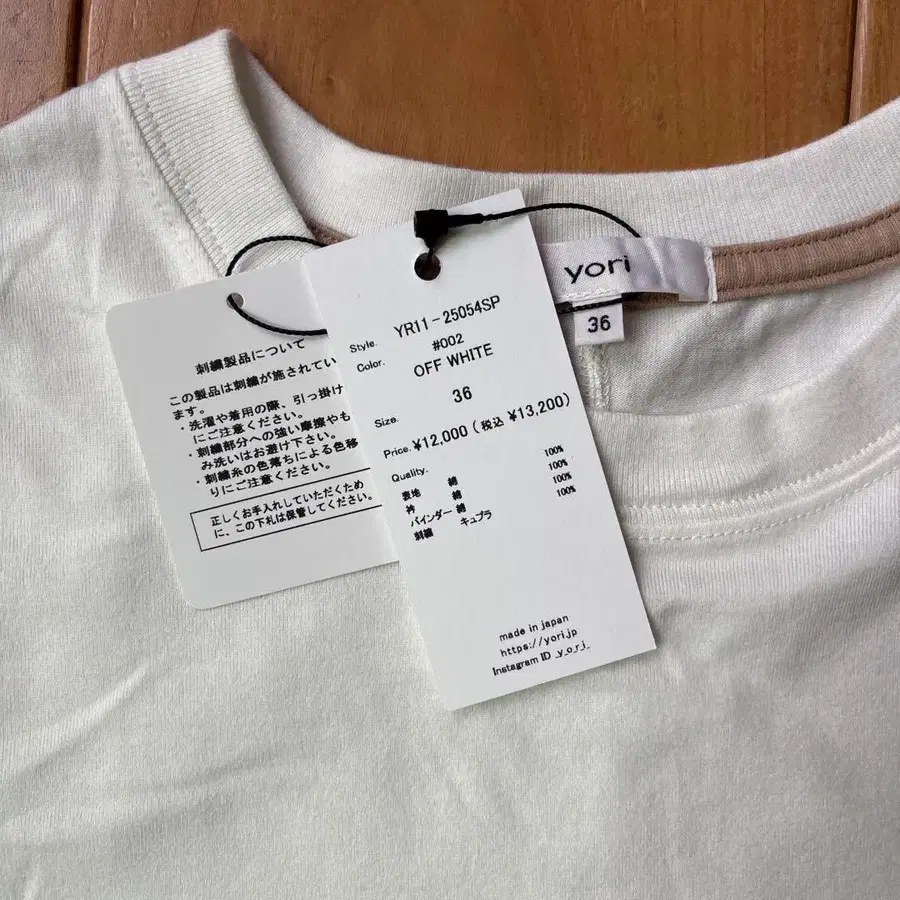 刺繍製品について
この製品は刺繍が施されてい
ます。
・洗濯や着用の際、引っ掛け
にご注意ください。
・刺繍部分への強い摩擦やも
み洗いはお避け下さい。
・刺繍糸の色落ちによる色移
りにご注意ください。
正しくお手入れしていただくため
に、この下札は保管してください。
Style. YR11-25054SP
Color. #002
OFF WHITE
Size. 36
Price. ¥12,000 (税込 ¥13,200)
Quality.
表地 綿 100%
衿 綿 100%
バインダー 綿 100%
刺繍 キュプラ 100%
made in japan
https://yori.jp
Instagram ID _y_o_r_i_
yori
36